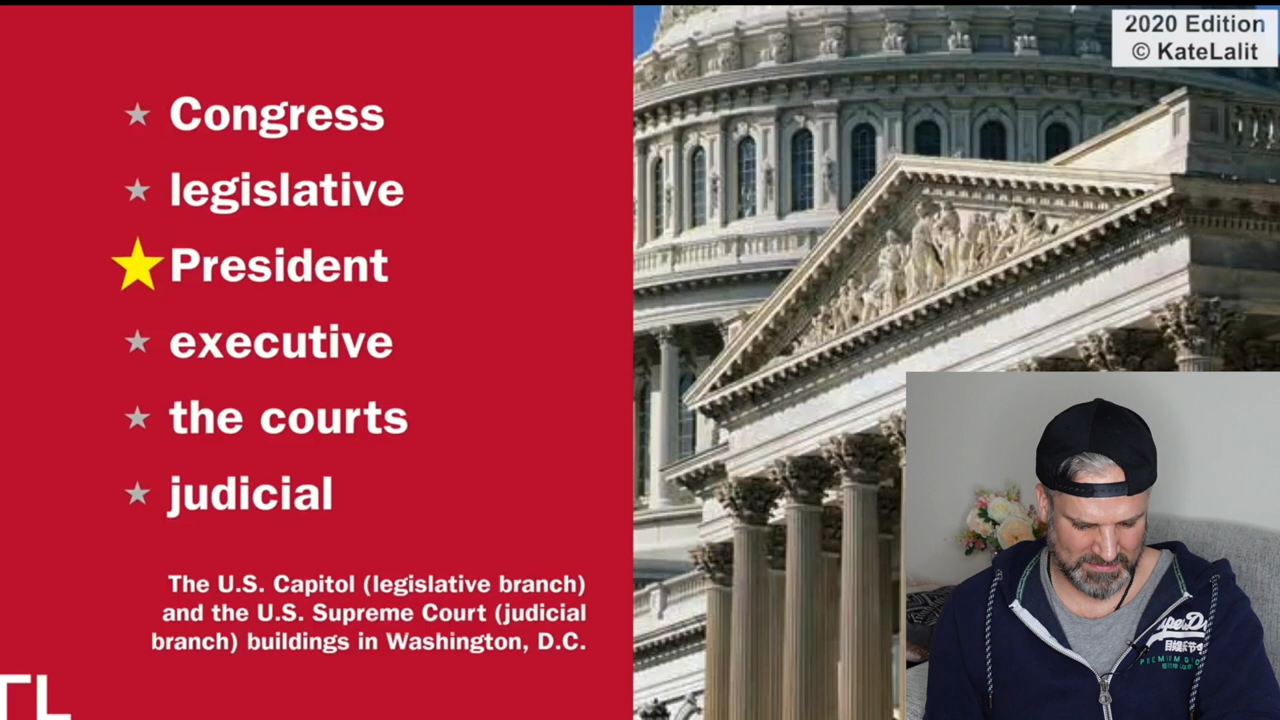 2020 Edition
© KateLalit
Congress
legislative
President
executive
the courts
judicial
The U.S. Capitol (legislative branch)
and the U.S. Supreme Court (judicial
branch) buildings in Washington, D.C.
PREMIUM